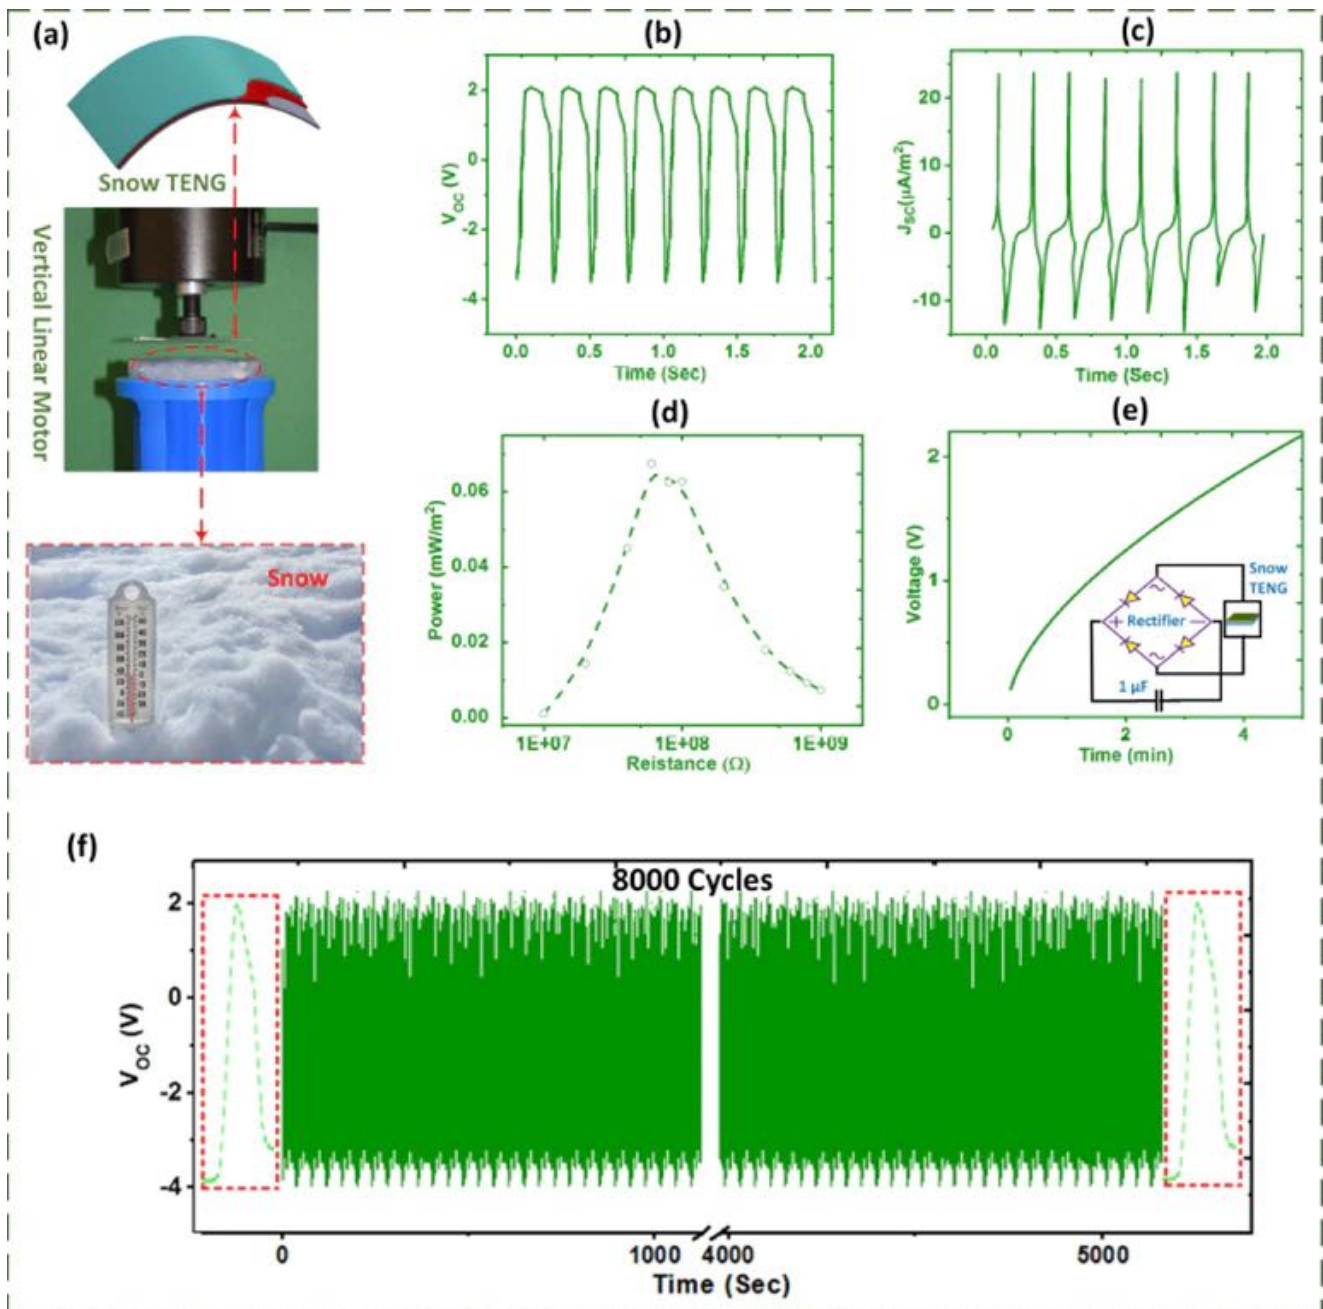 (a)
Snow TENG
Vertical Linear Motor
Snow
(b)
2
0
-2
-4
V_OC (V)
0.0 0.5 1.0 1.5 2.0
Time (Sec)
(c)
20
10
0
-10
J_SC(µA/m²)
0.0 0.5 1.0 1.5 2.0
Time (Sec)
(d)
0.06
0.04
0.02
0.00
Power (mW/m²)
1E+07 1E+08 1E+09
Reistance (Ω)
(e)
2
1
0
Voltage (V)
Snow
TENG
+ Rectifier —
1 µF
0 2 4
Time (min)
(f)
8000 Cycles
2
0
-2
-4
V_OC (V)
0 1000 4000 5000
Time (Sec)